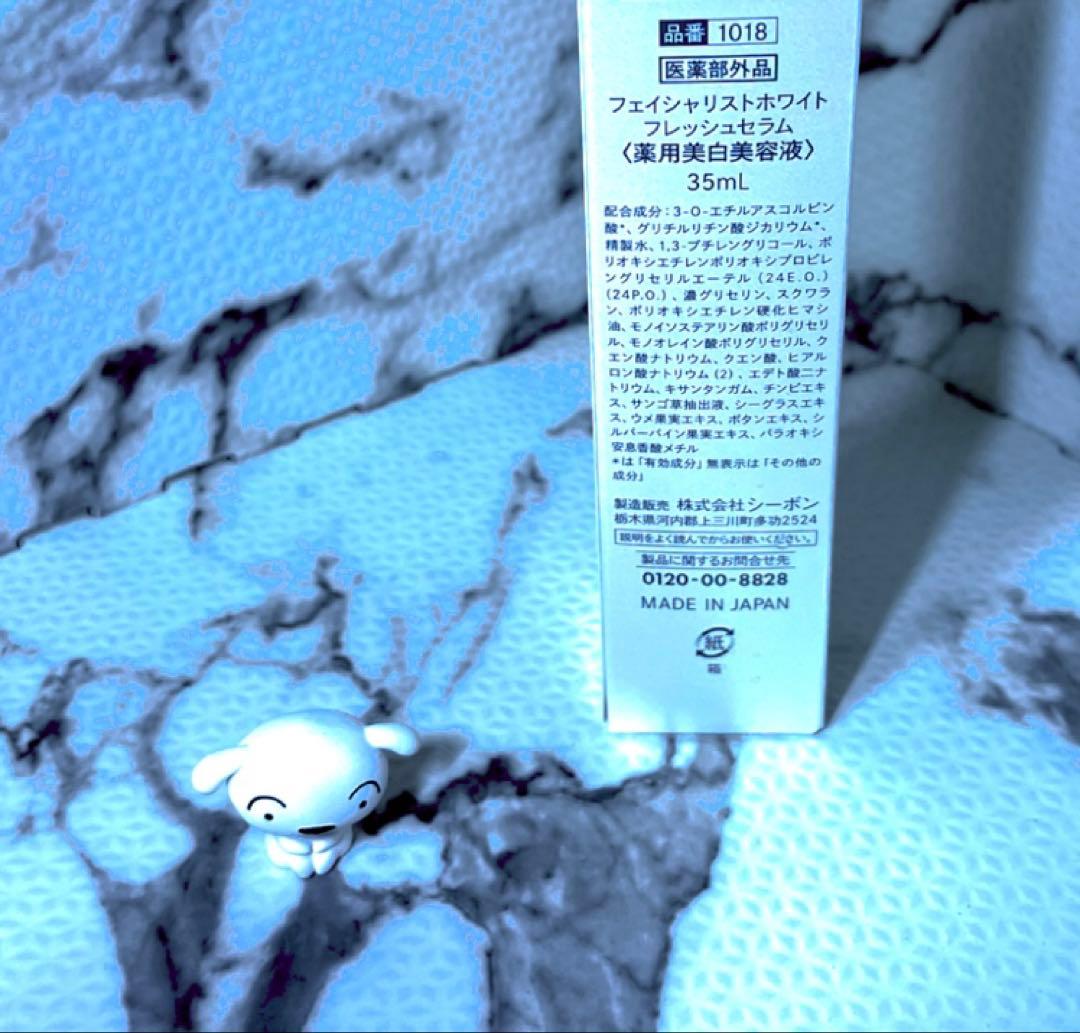 品番 1018
医薬部外品
フェイシャリストホワイト
フレッシュセラム
〈薬用美白美容液〉
35mL
配合成分:3-O-エチルアスコルビン
酸*、グリチルリチン酸ジカリウム*、
精製水、1,3-ブチレングリコール、ポ
リオキシエチレンポリオキシプロピレ
ングリセリルエーテル(24E.O.)
(24P.O.)、濃グリセリン、スクワラ
ン、ポリオキシエチレン硬化ヒマシ
油、モノイソステアリン酸ポリグリセリ
ル、モノオレイン酸ポリグリセリル、ク
エン酸ナトリウム、クエン酸、ヒアル
ロン酸ナトリウム(2)、エデト酸二ナ
トリウム、キサンタンガム、チンピエキ
ス、サンゴ草抽出液、シーグラスエキ
ス、ウメ果実エキス、ボタンエキス、シ
ルバーバイン果実エキス、パラオキシ
安息香酸メチル
*は「有効成分」無表示は「その他の
成分」
製造販売 株式会社シーボン
栃木県河内郡上三川町多功2524
説明をよく読んでからお使いください。
製品に関するお問合せ先
0120-00-8828
MADE IN JAPAN
紙
箱